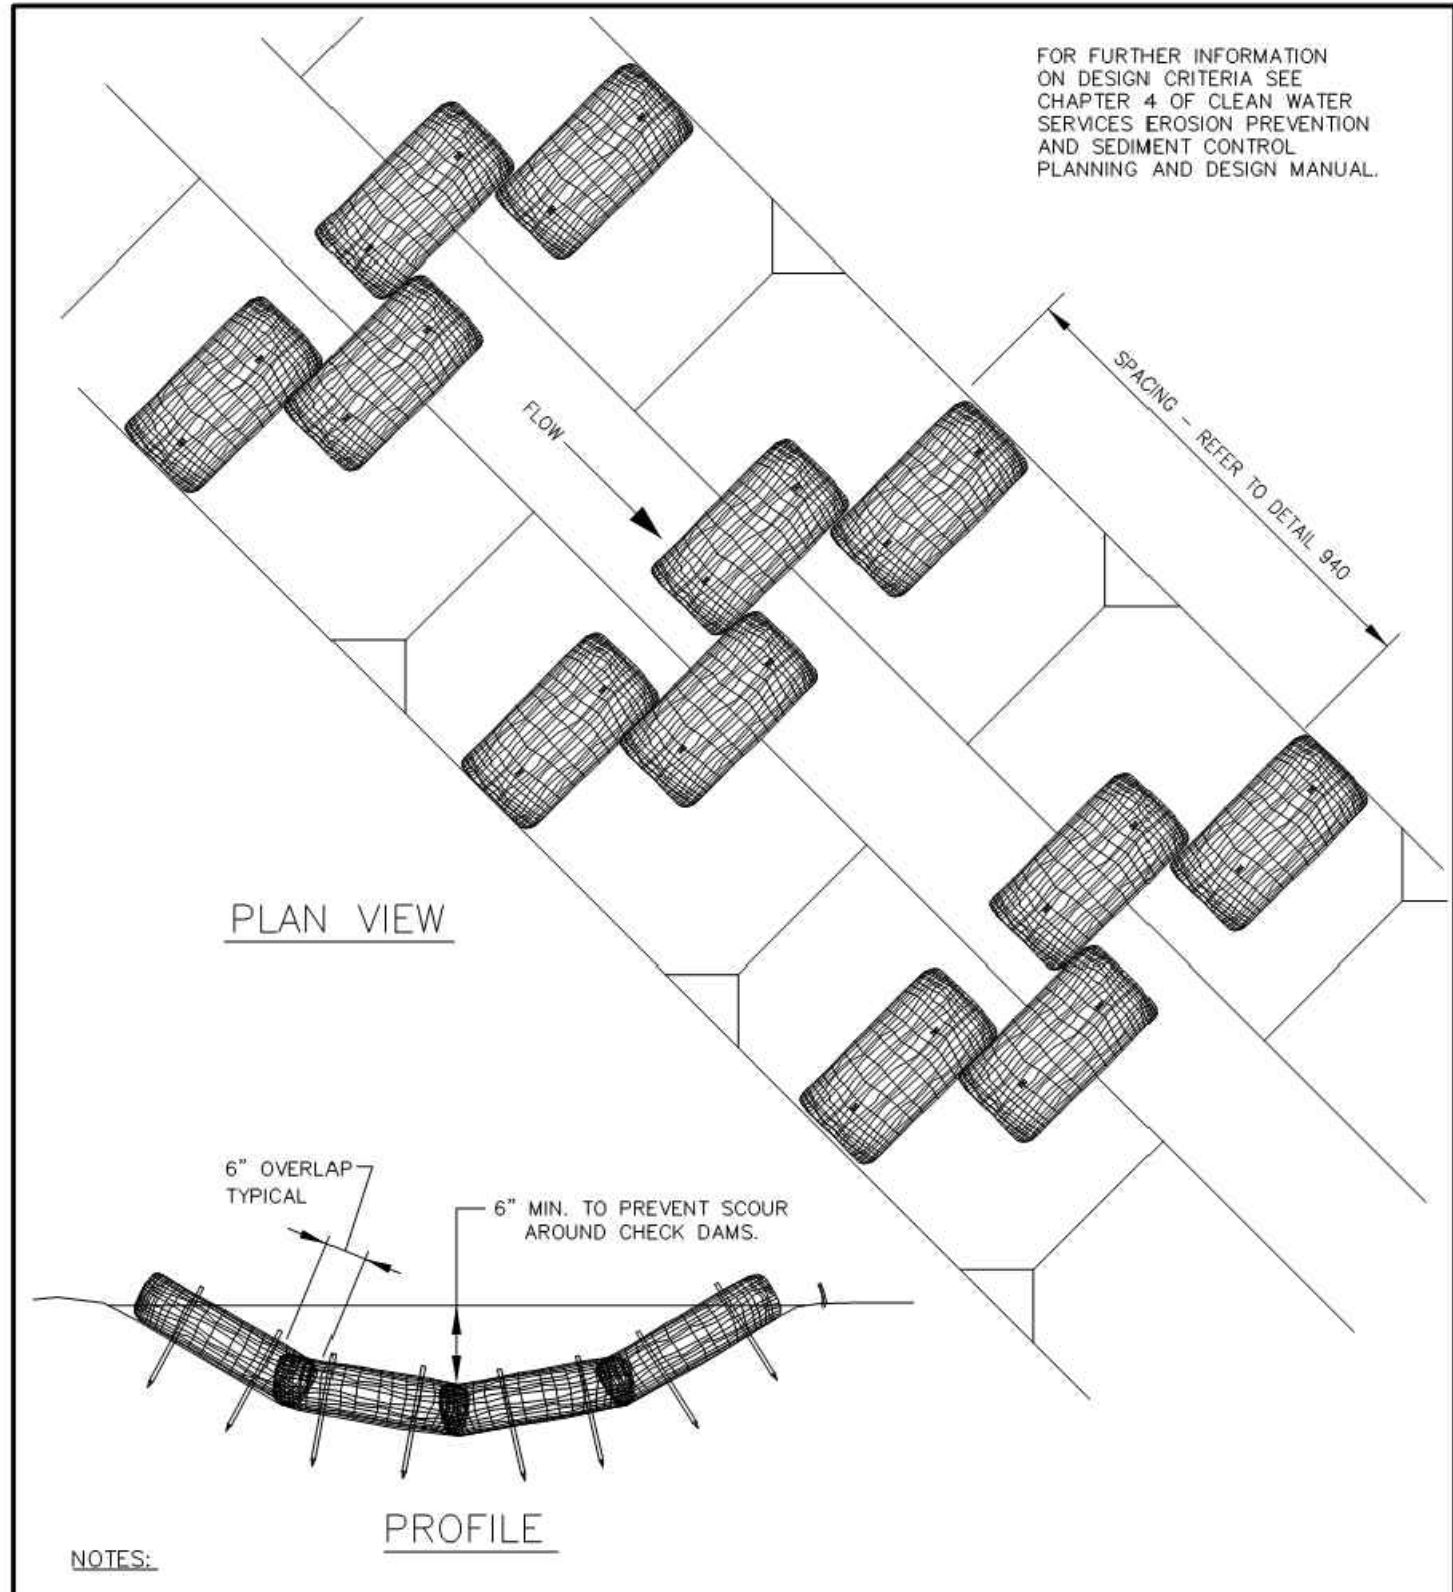 FOR FURTHER INFORMATION
ON DESIGN CRITERIA SEE
CHAPTER 4 OF CLEAN WATER
SERVICES EROSION PREVENTION
AND SEDIMENT CONTROL
PLANNING AND DESIGN MANUAL.
SPACING - REFER TO DETAIL 940
FLOW
PLAN VIEW
6" OVERLAP
TYPICAL
6" MIN. TO PREVENT SCOUR
AROUND CHECK DAMS.
PROFILE
NOTES: